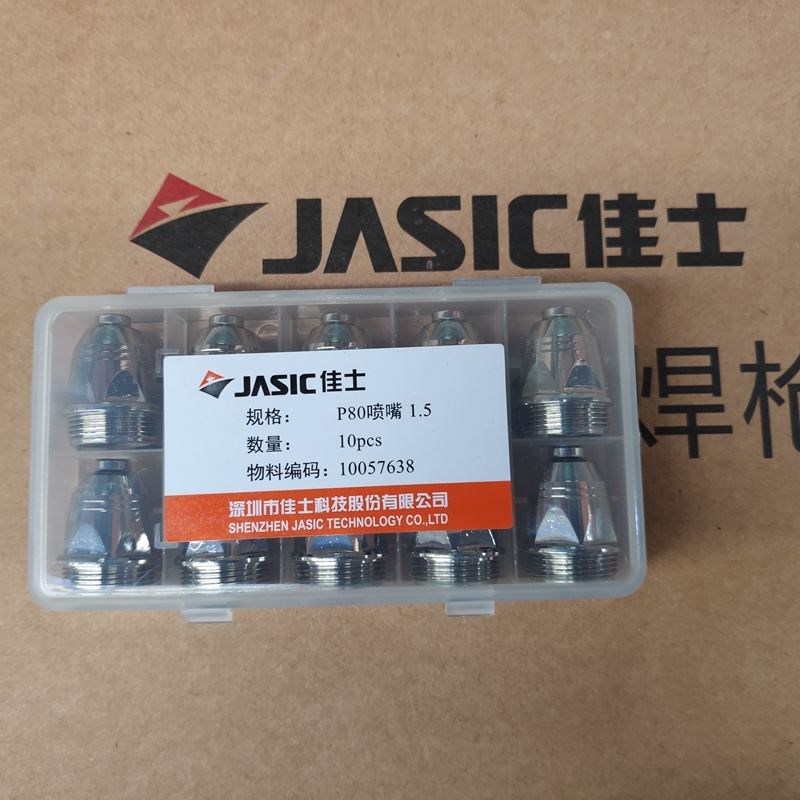 JASIC佳士
焊枪
JASIC佳士
规格： P80喷嘴 1.5
数量： 10pcs
物料编码：10057638
深圳市佳士科技股份有限公司
SHENZHEN JASIC TECHNOLOGY CO.,LTD